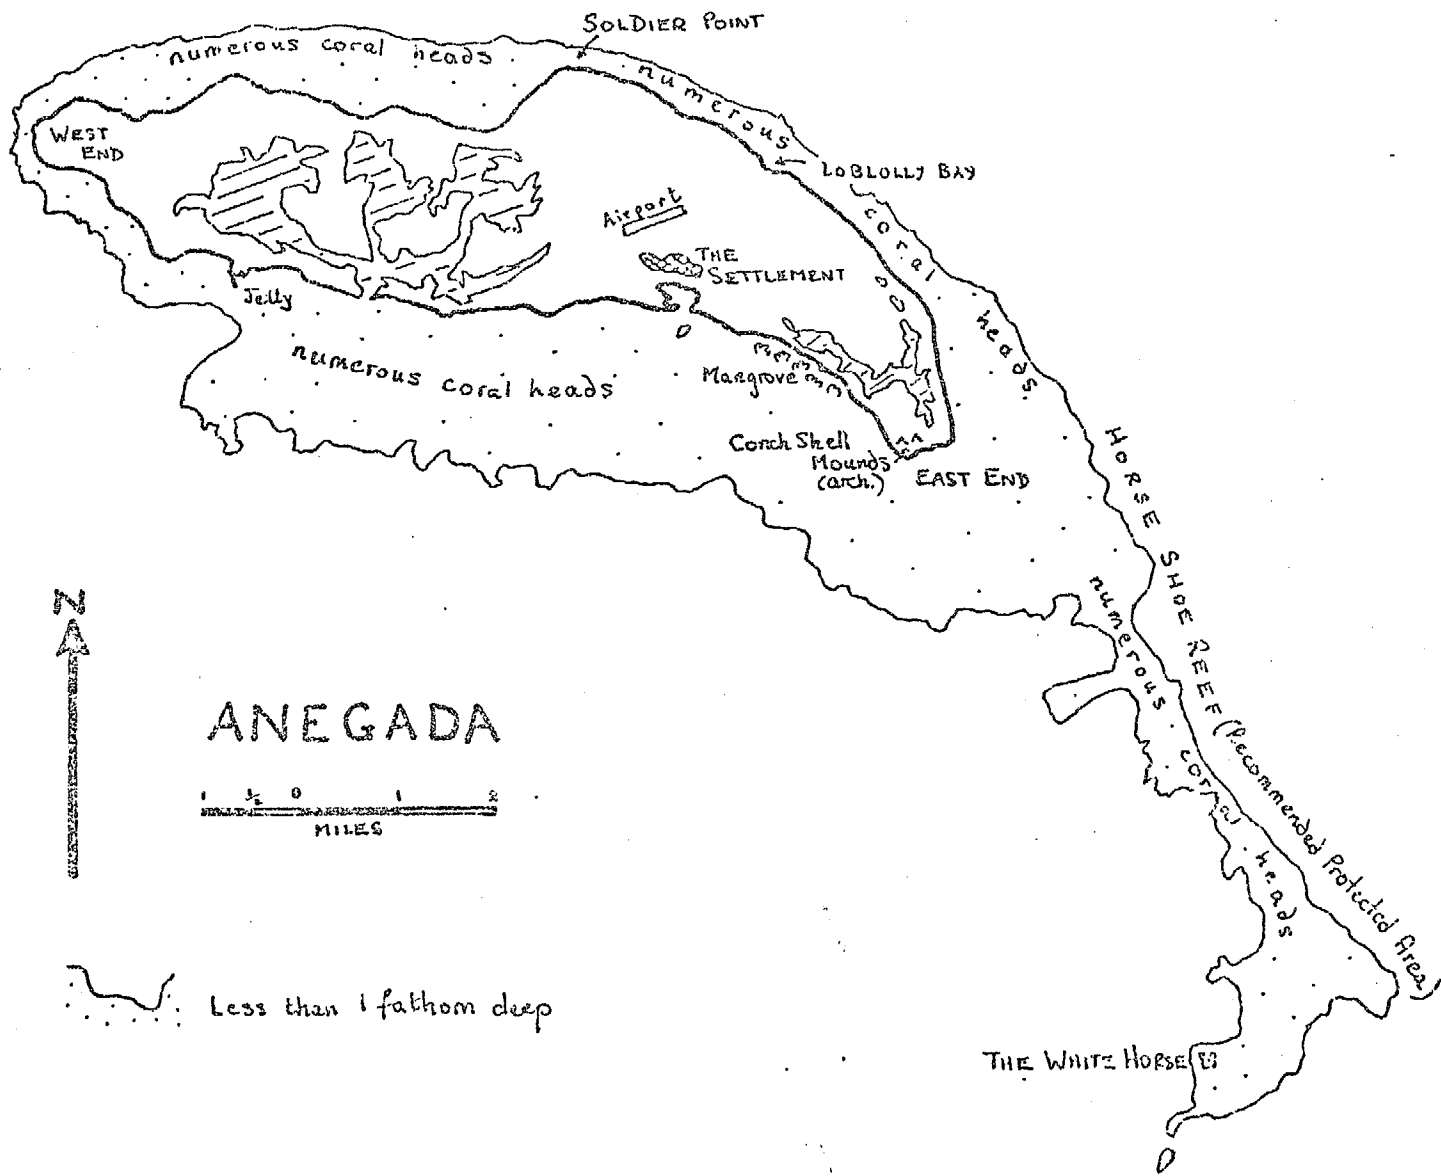 SOLDIER POINT
numerous coral heads
numerous coral heads.
WEST
END
LOBLOLLY BAY
Airport
THE
SETTLEMENT
Jetty
numerous coral heads
Mangrove
Conch Shell
Mounds
(arch.)
EAST END
HORSE SHOE REEF (Recommended Protected Area)
numerous coral heads
N
ANEGADA
1 ½ 0 1 2
MILES
Less than 1 fathom deep
THE WHITE HORSE